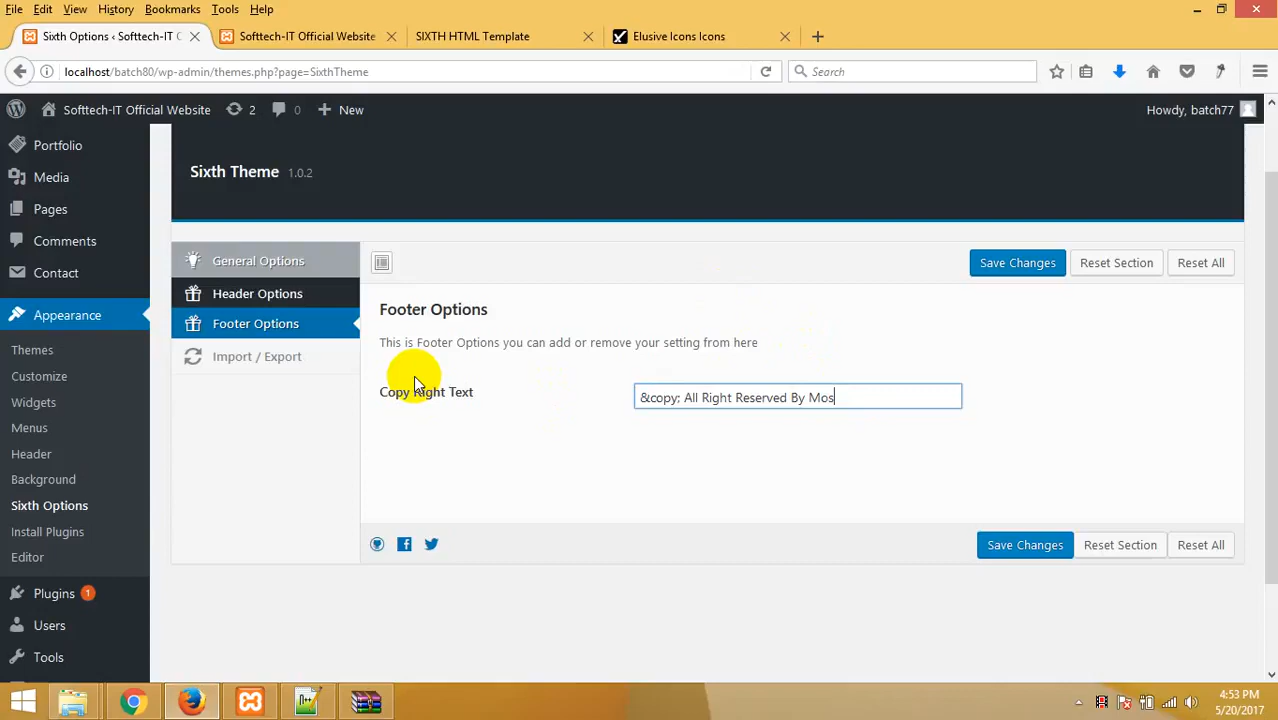 File Edit View History Bookmarks Tools Help
Sixth Options ‹ Softtech-IT O
Softtech-IT Official Website
SIXTH HTML Template
Elusive Icons Icons
localhost/batch80/wp-admin/themes.php?page=SixthTheme
Search
Softtech-IT Official Website 2 0 New
Howdy, batch77
Portfolio
Media
Pages
Comments
Contact
Appearance
Themes
Customize
Widgets
Menus
Header
Background
Sixth Options
Install Plugins
Editor
Plugins 1
Users
Tools
Sixth Theme 1.0.2
General Options
Header Options
Footer Options
Import / Export
Save Changes Reset Section Reset All
Footer Options
This is Footer Options you can add or remove your setting from here
Copy Right Text
&copy; All Right Reserved By Mos
Save Changes Reset Section Reset All
4:53 PM
5/20/2017